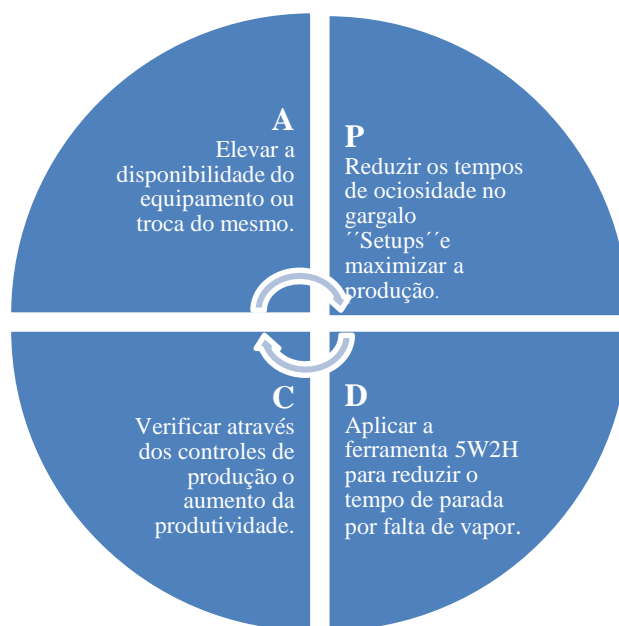 A
Elevar a
disponibilidade do
equipamento ou
troca do mesmo.
P
Reduzir os tempos
de ociosidade no
gargalo
´´Setups´´e
maximizar a
produção.
C
Verificar através
dos controles de
produção o
aumento da
produtividade.
D
Aplicar a
ferramenta 5W2H
para reduzir o
tempo de parada
por falta de vapor.